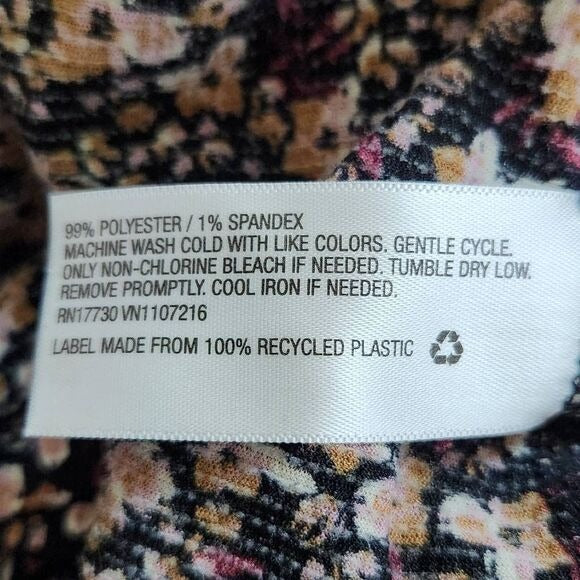 99% POLYESTER / 1% SPANDEX
MACHINE WASH COLD WITH LIKE COLORS. GENTLE CYCLE.
ONLY NON-CHLORINE BLEACH IF NEEDED. TUMBLE DRY LOW.
REMOVE PROMPTLY. COOL IRON IF NEEDED.
RN17730 VN1107216
LABEL MADE FROM 100% RECYCLED PLASTIC